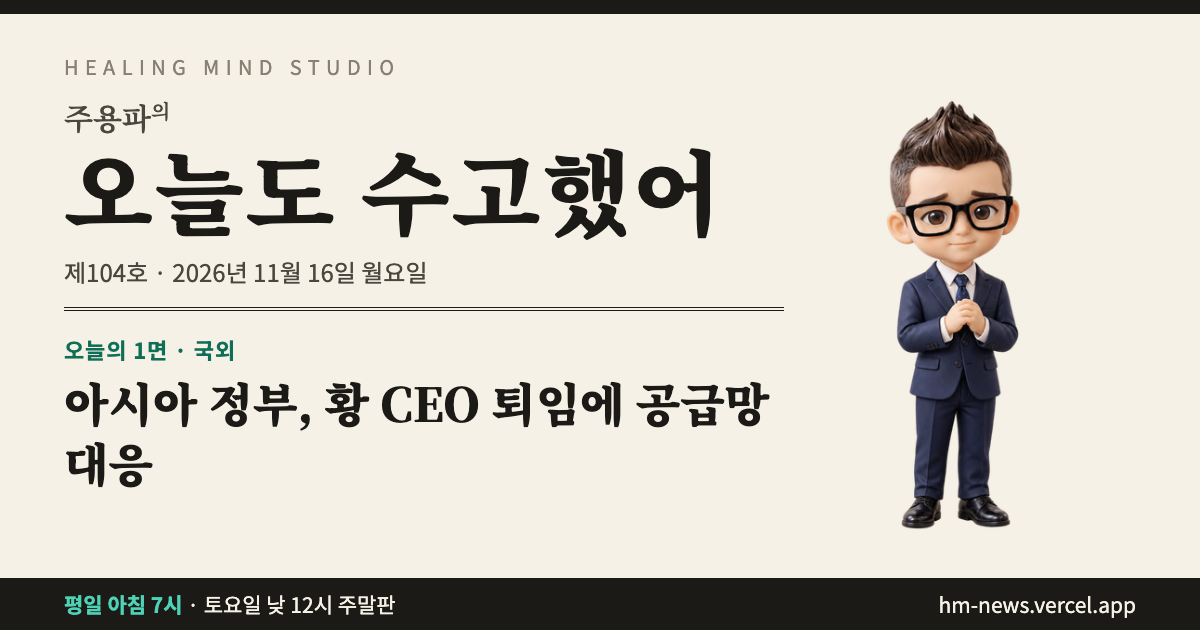 HEALING MIND STUDIO
주용파의
오늘도 수고했어
제104호 · 2026년 11월 16일 월요일
오늘의 1면 · 국외
아시아 정부, 황 CEO 퇴임에 공급망
대응
평일 아침 7시 · 토요일 낮 12시 주말판
hm-news.vercel.app